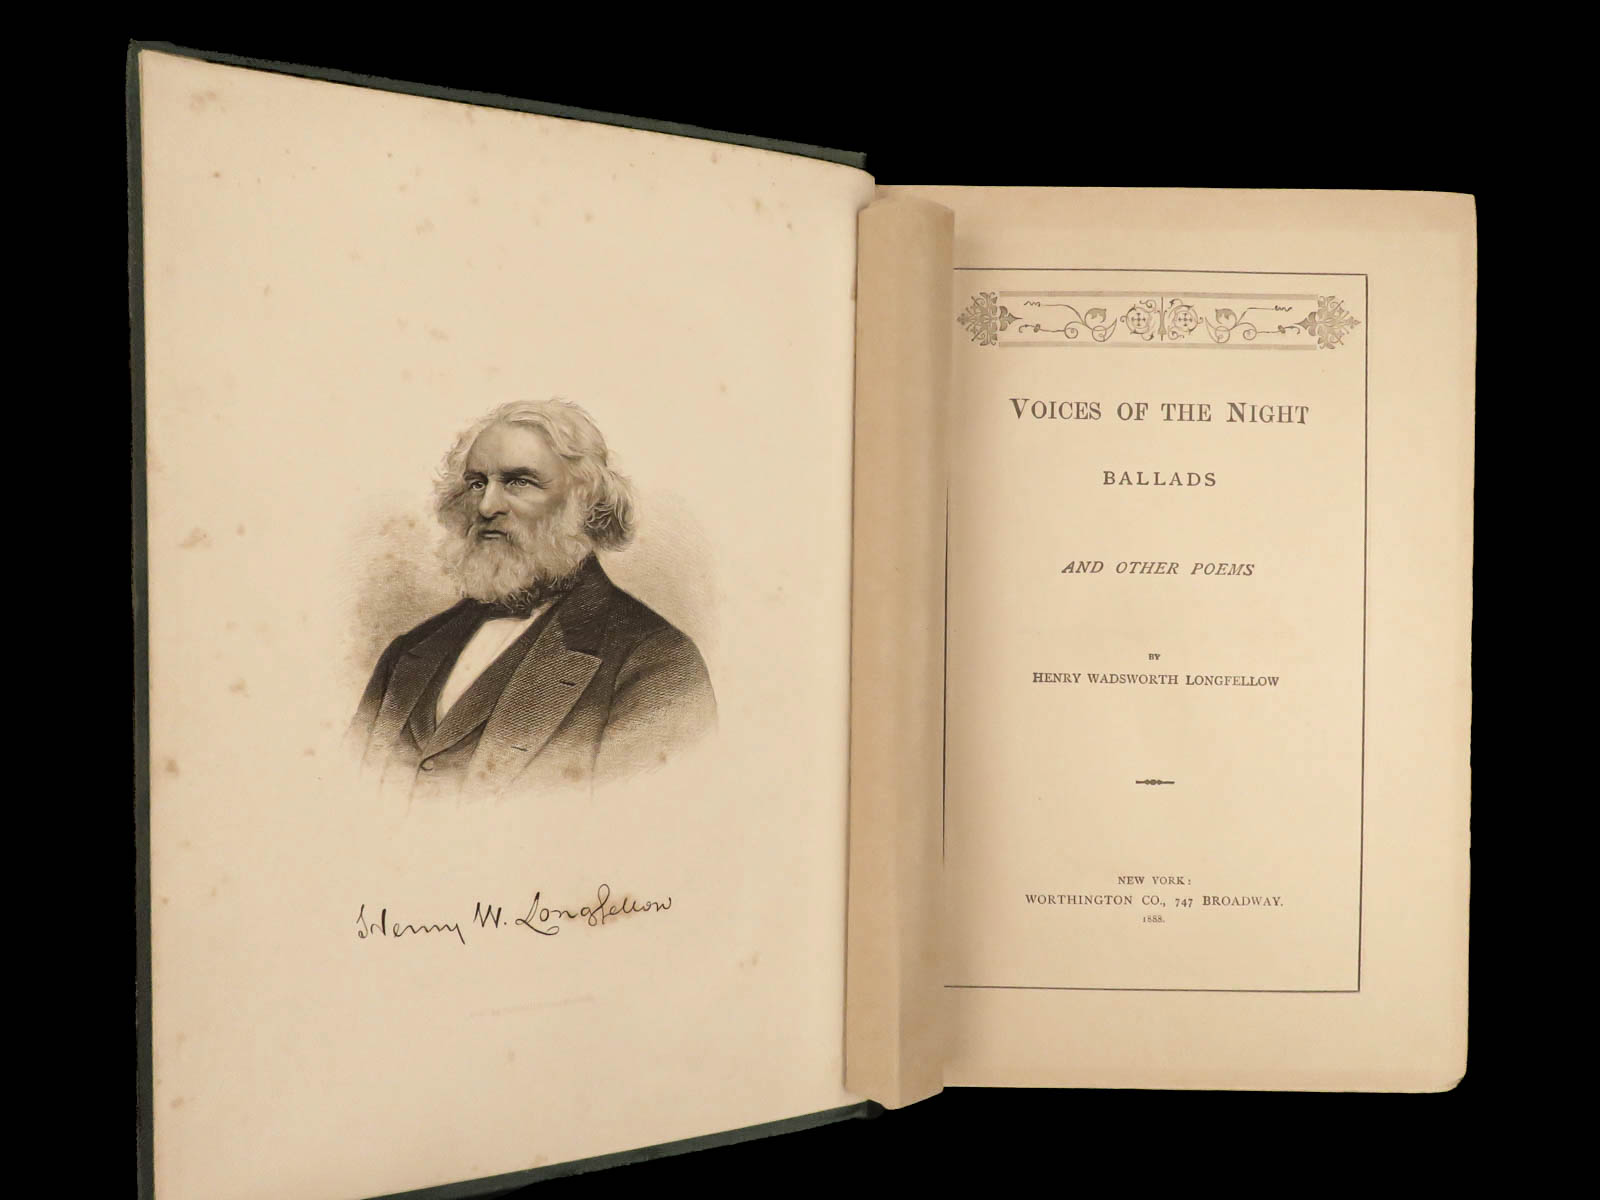 Henry W. Longfellow
VOICES OF THE NIGHT
BALLADS
AND OTHER POEMS
BY
HENRY WADSWORTH LONGFELLOW
NEW YORK:
WORTHINGTON CO., 747 BROADWAY.
1888.